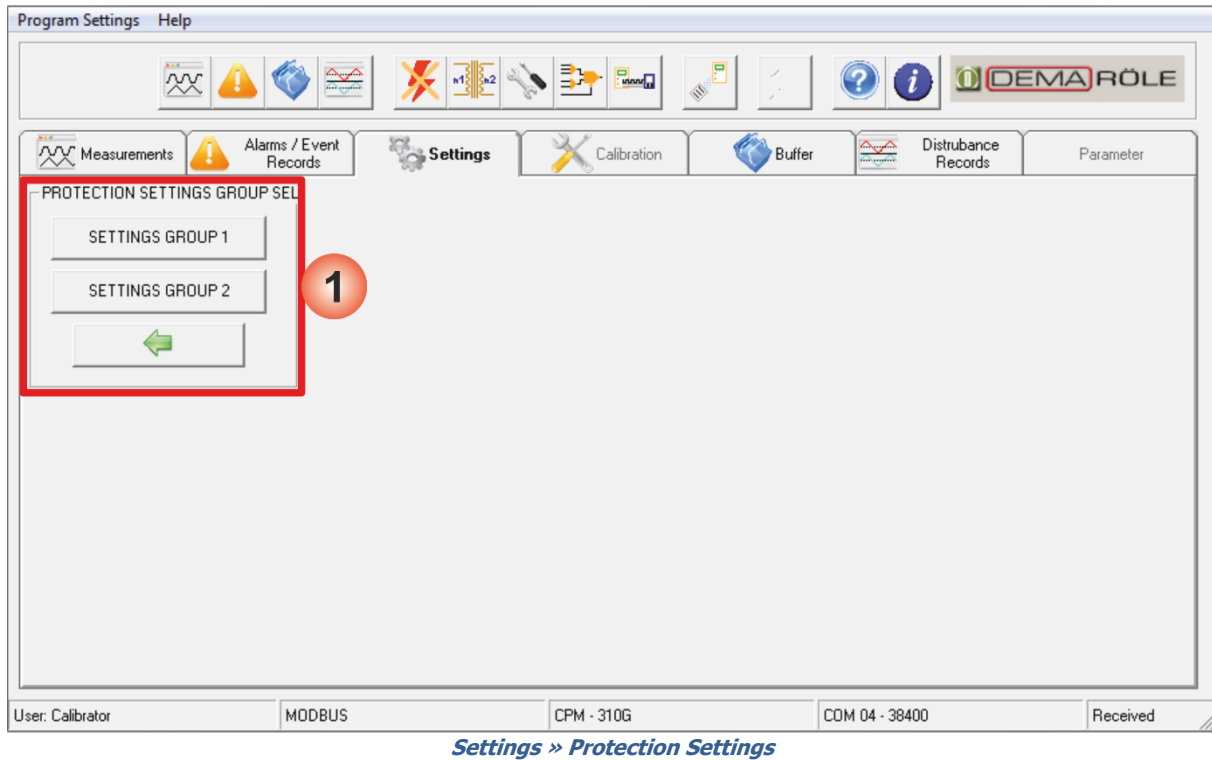 Program Settings Help
n1 n2
DEMA RÖLE
Measurements
Alarms / Event
Records
Settings
Calibration
Buffer
Distrubance
Records
Parameter
PROTECTION SETTINGS GROUP SEL
SETTINGS GROUP 1
SETTINGS GROUP 2
1
User: Calibrator MODBUS CPM - 310G COM 04 - 38400 Received
Settings » Protection Settings